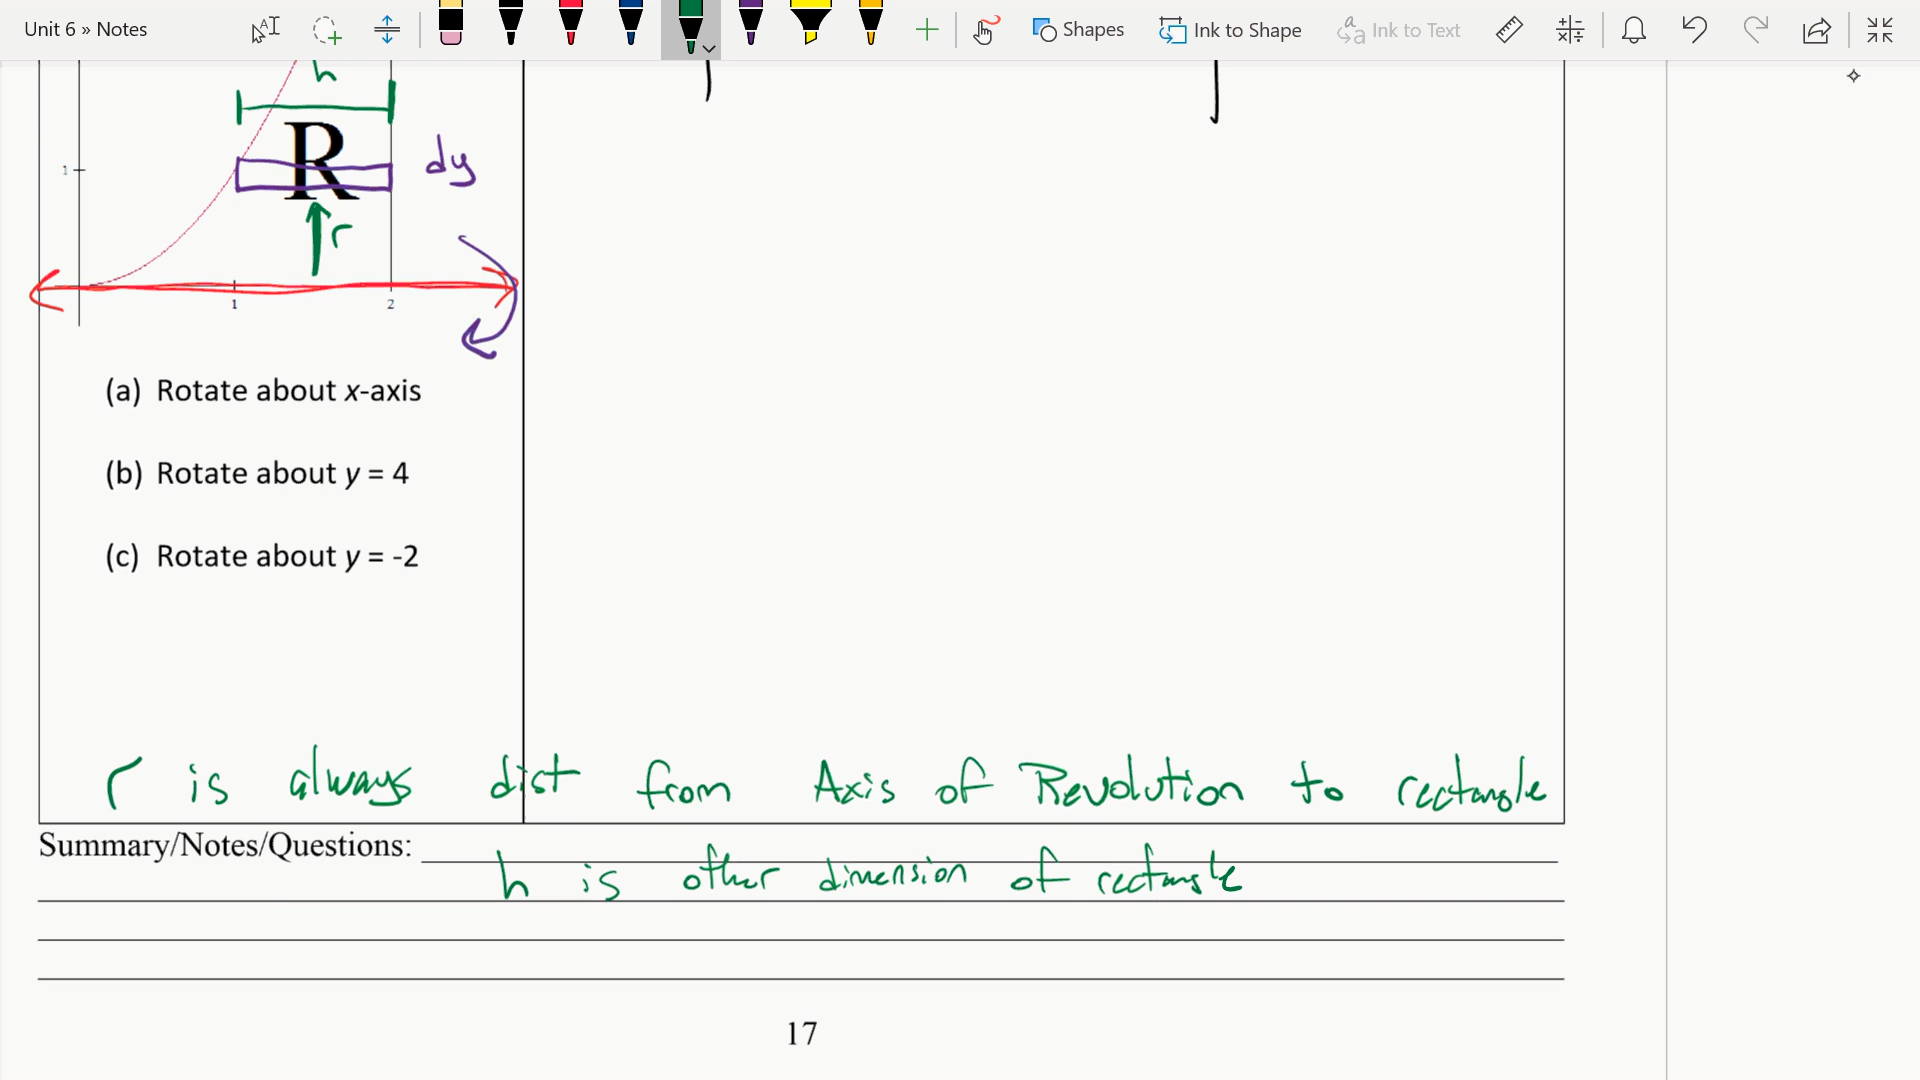 Unit 6 » Notes
Shapes
Ink to Shape
Ink to Text
h
R
dy
1
r
1 2
(a) Rotate about x-axis
(b) Rotate about y = 4
(c) Rotate about y = -2
r is always dist from Axis of Revolution to rectangle
Summary/Notes/Questions:
h is other dimension of rectangle
17